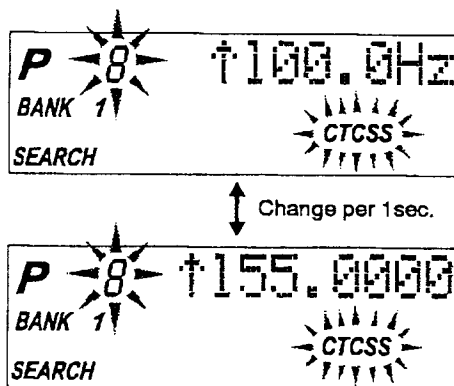 P 8 ↑100.0Hz
BANK 1 CTCSS
SEARCH
Change per 1sec.
P 8 ↑155.0000
BANK 1 CTCSS
SEARCH